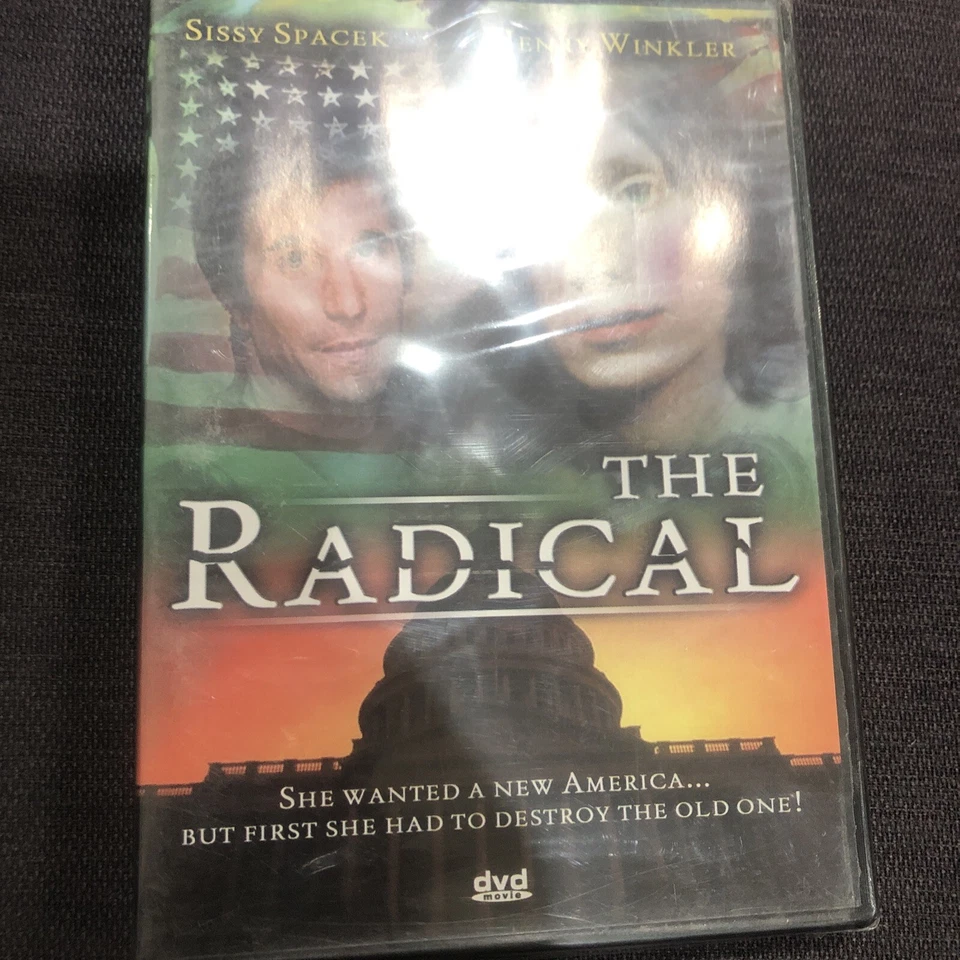 SISSY SPACEK
HENRY WINKLER
THE
RADICAL
SHE WANTED A NEW AMERICA...
BUT FIRST SHE HAD TO DESTROY THE OLD ONE!
dvd
movie